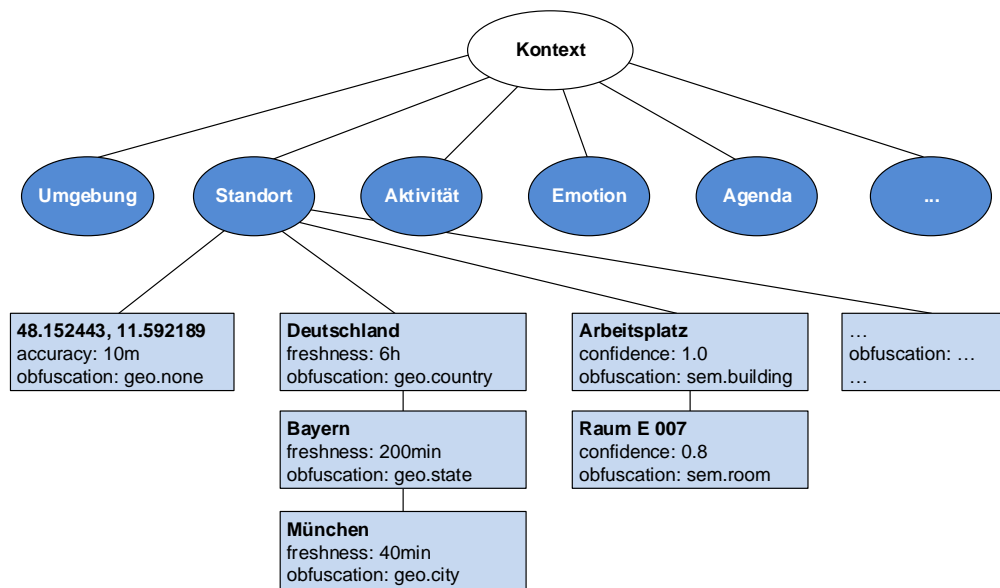 Kontext
Umgebung
Standort
Aktivität
Emotion
Agenda
...
48.152443, 11.592189
accuracy: 10m
obfuscation: geo.none
Deutschland
freshness: 6h
obfuscation: geo.country
Bayern
freshness: 200min
obfuscation: geo.state
München
freshness: 40min
obfuscation: geo.city
Arbeitsplatz
confidence: 1.0
obfuscation: sem.building
Raum E 007
confidence: 0.8
obfuscation: sem.room
…
obfuscation: …
…